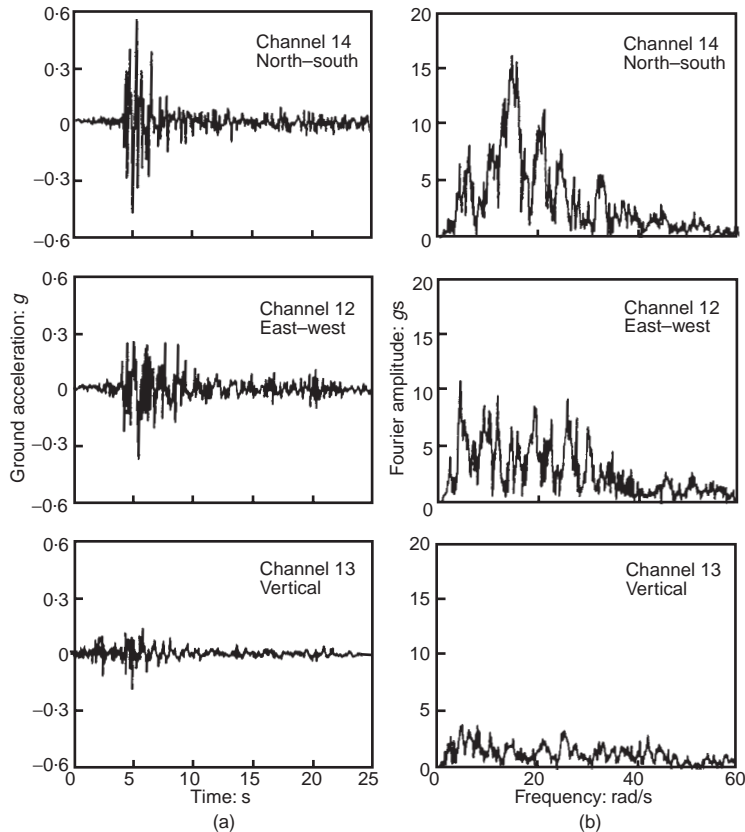 0·6
0·3
0
–0·3
–0·6
Channel 14
North–south
20
15
10
5
0
Channel 14
North–south
Ground acceleration: g
0·6
0·3
0
–0·3
–0·6
Channel 12
East–west
Fourier amplitude: gs
20
15
10
5
0
Channel 12
East–west
0·6
0·3
0
–0·3
–0·6
Channel 13
Vertical
0 5 10 15 20 25
Time: s
(a)
20
15
10
5
0
Channel 13
Vertical
0 20 40 60
Frequency: rad/s
(b)